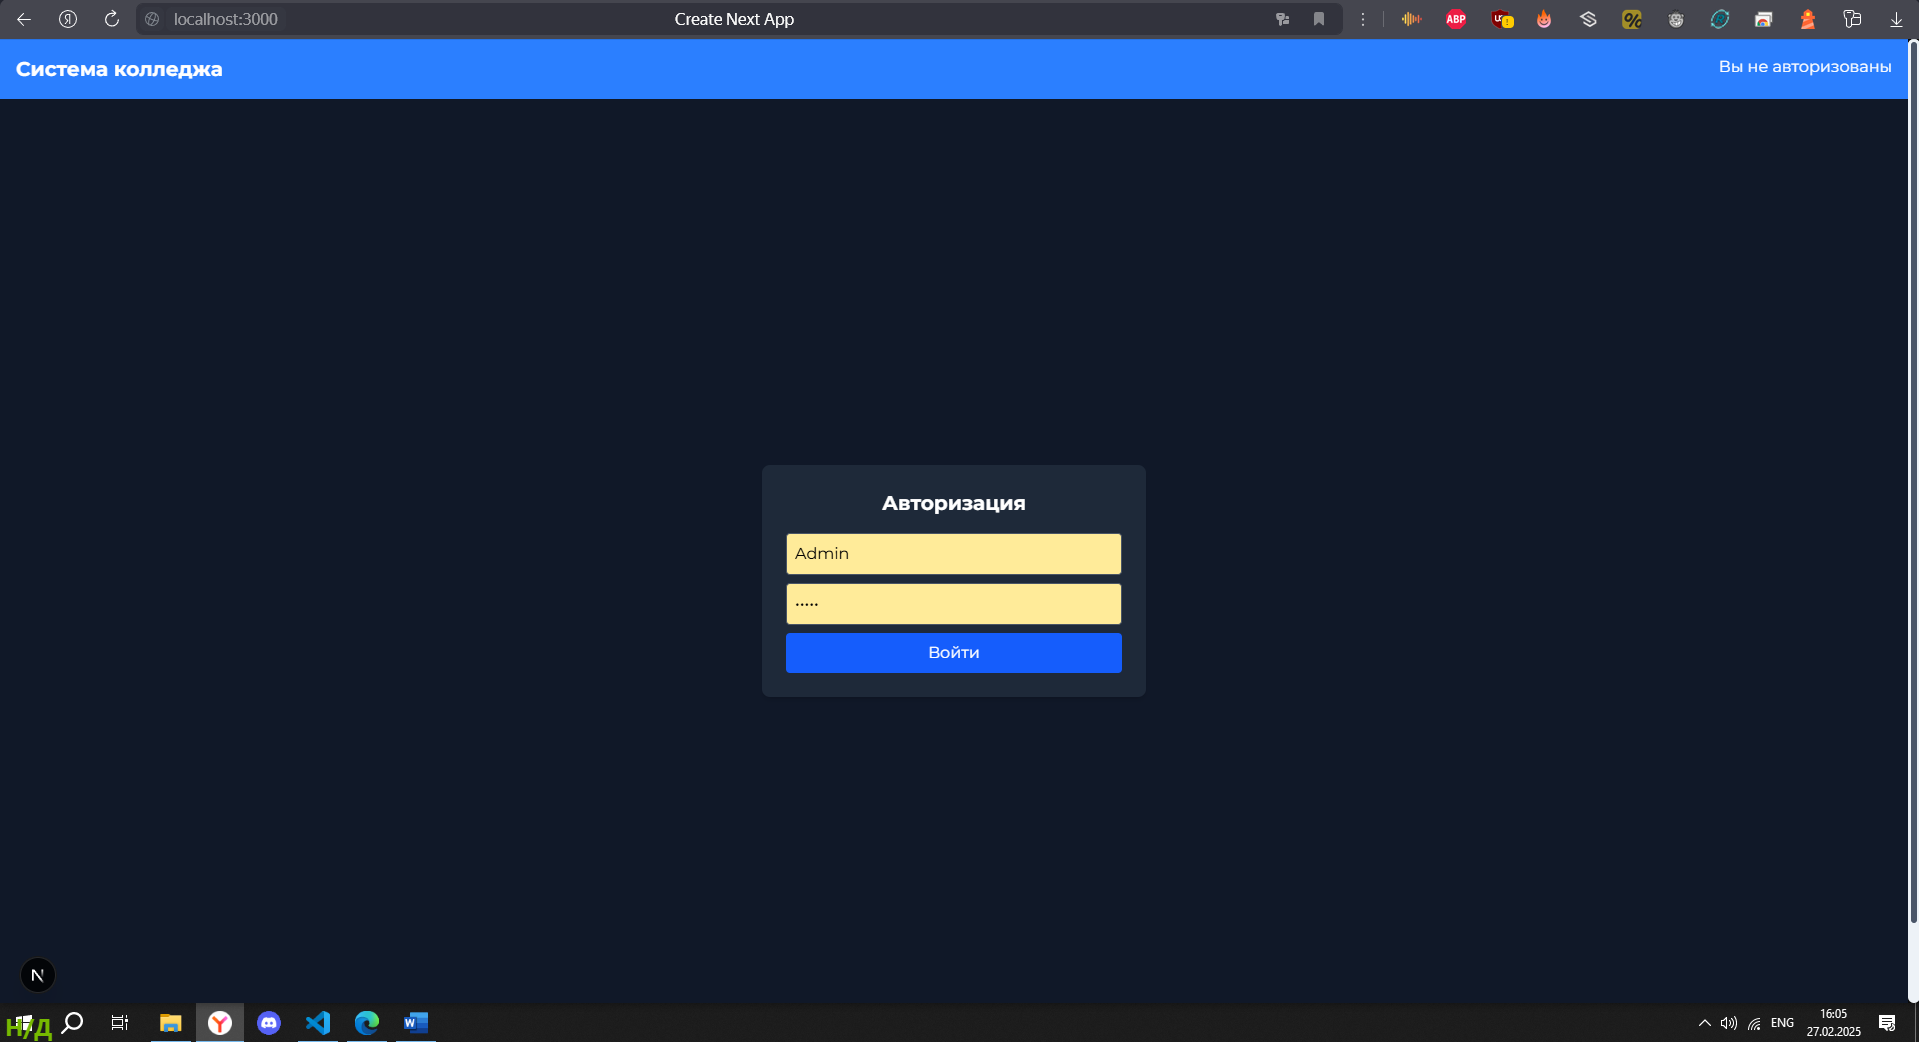 localhost:3000
Create Next App
ABP
Система колледжа
Вы не авторизованы
Авторизация
Admin
•••••
Войти
N
Н/Д
ENG
16:05
27.02.2025